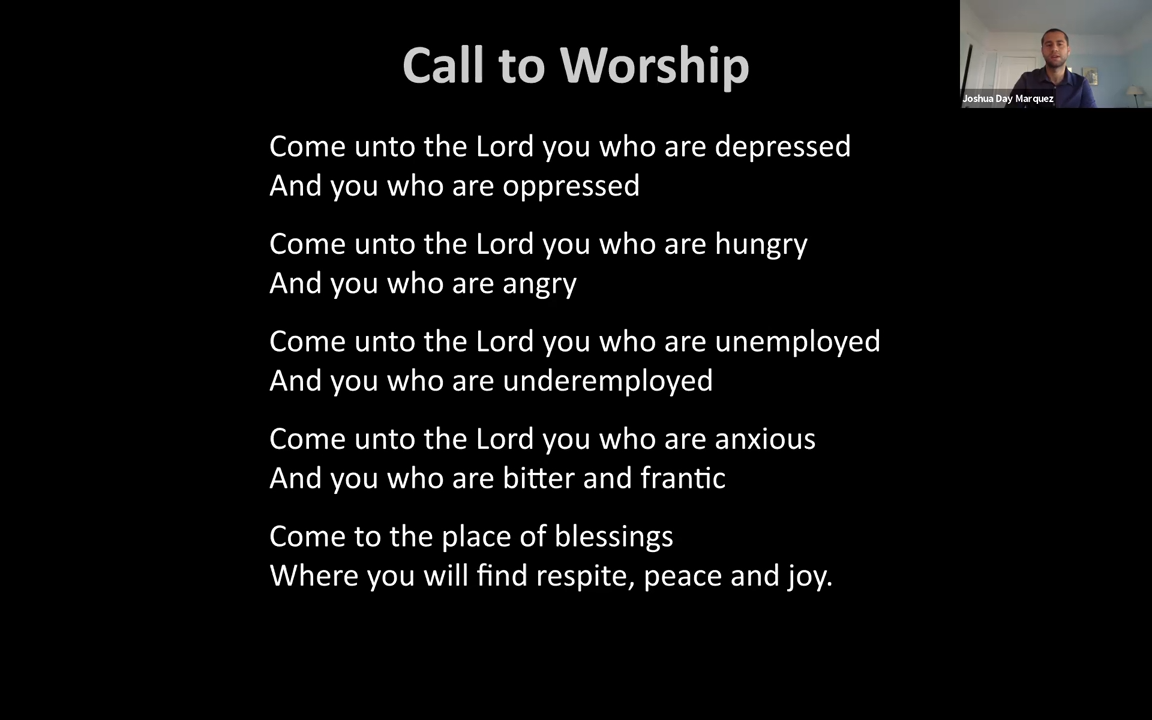 Call to Worship
Joshua Day Marquez
Come unto the Lord you who are depressed
And you who are oppressed
Come unto the Lord you who are hungry
And you who are angry
Come unto the Lord you who are unemployed
And you who are underemployed
Come unto the Lord you who are anxious
And you who are bitter and frantic
Come to the place of blessings
Where you will find respite, peace and joy.